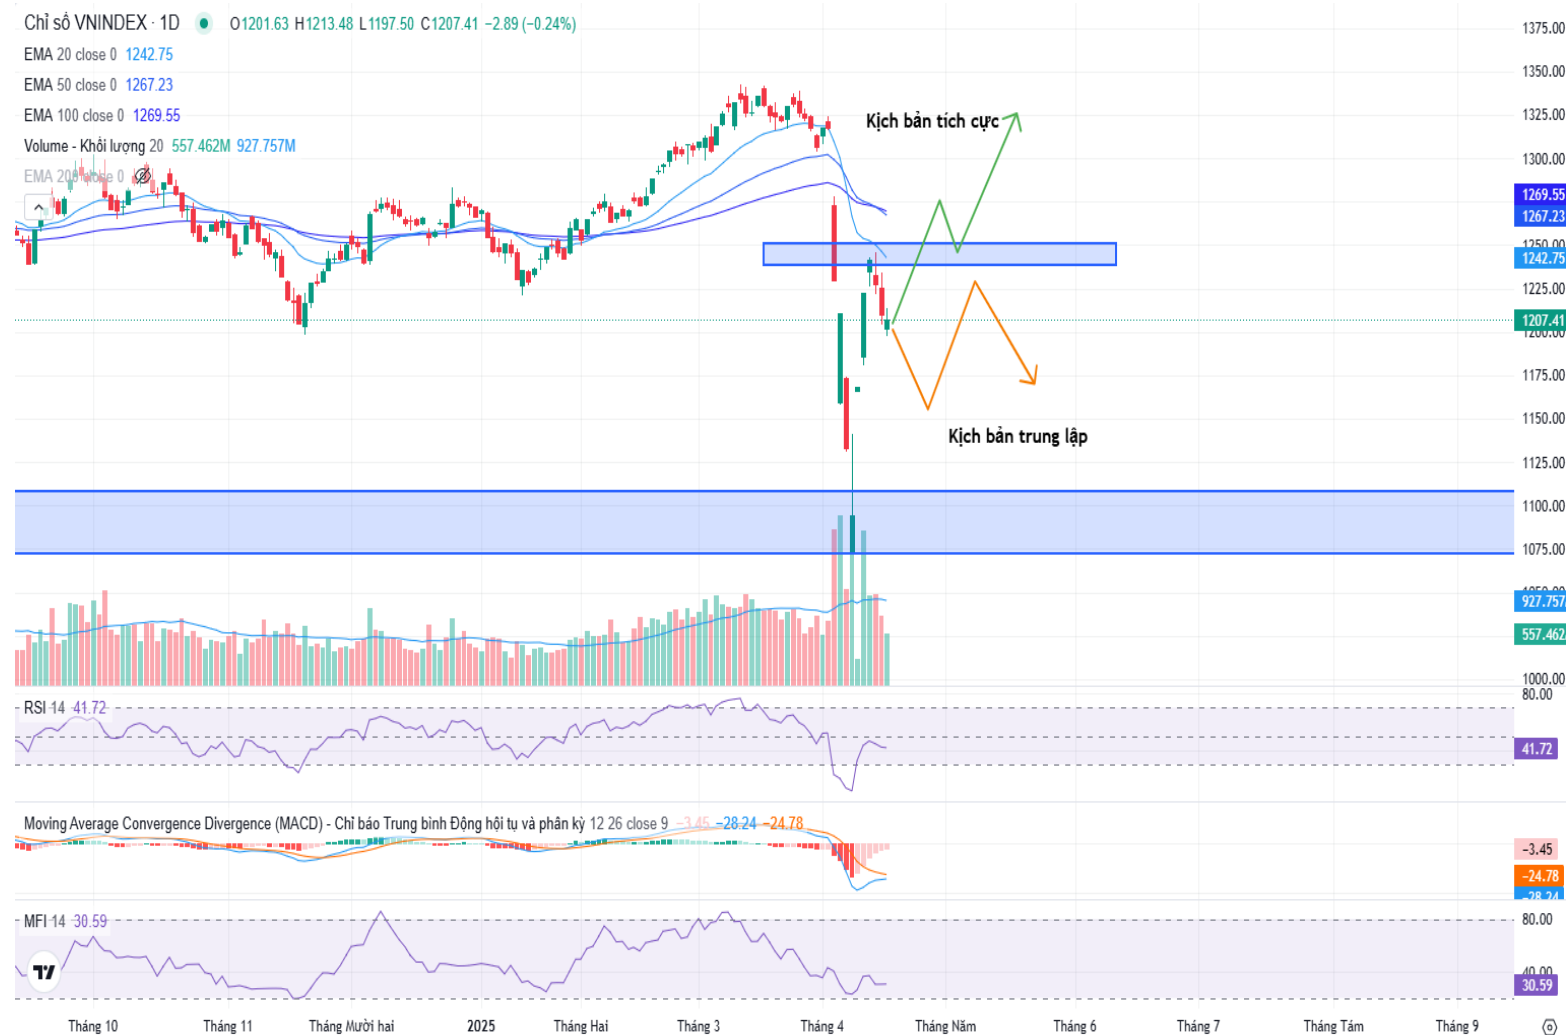 Chỉ số VNINDEX · 1D O1201.63 H1213.48 L1197.50 C1207.41 −2.89 (−0.24%)
EMA 20 close 0 1242.75
EMA 50 close 0 1267.23
EMA 100 close 0 1269.55
Volume - Khối lượng 20 557.462M 927.757M
EMA 200 close 0
Kịch bản tích cực
Kịch bản trung lập
1375.00
1350.00
1325.00
1300.00
1269.55
1267.23
1250.00
1242.75
1225.00
1207.41
1200.00
1175.00
1150.00
1125.00
1100.00
1075.00
927.757
557.462
1000.00
RSI 14 41.72
80.00
41.72
Moving Average Convergence Divergence (MACD) - Chỉ báo Trung bình Động hội tụ và phân kỳ 12 26 close 9 −3.45 −28.24 −24.78
−3.45
−24.78
−28.24
MFI 14 30.59
80.00
40.00
30.59
Tháng 10 Tháng 11 Tháng Mười hai 2025 Tháng Hai Tháng 3 Tháng 4 Tháng Năm Tháng 6 Tháng 7 Tháng Tám Tháng 9